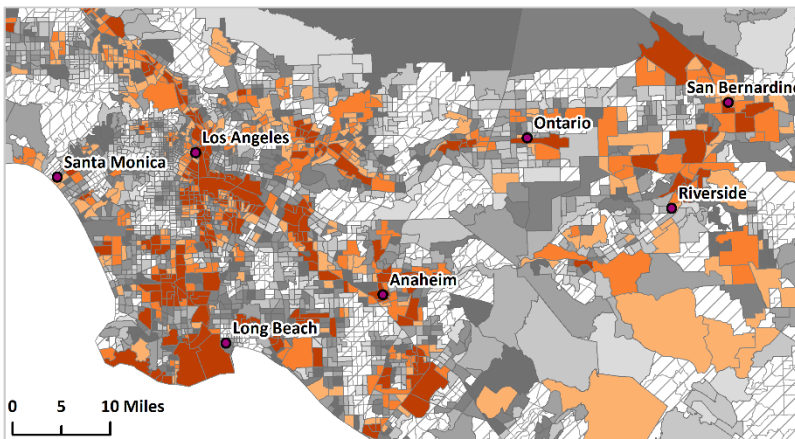 San Bernardino
Los Angeles
Ontario
Santa Monica
Riverside
Anaheim
Long Beach
0 5 10 Miles